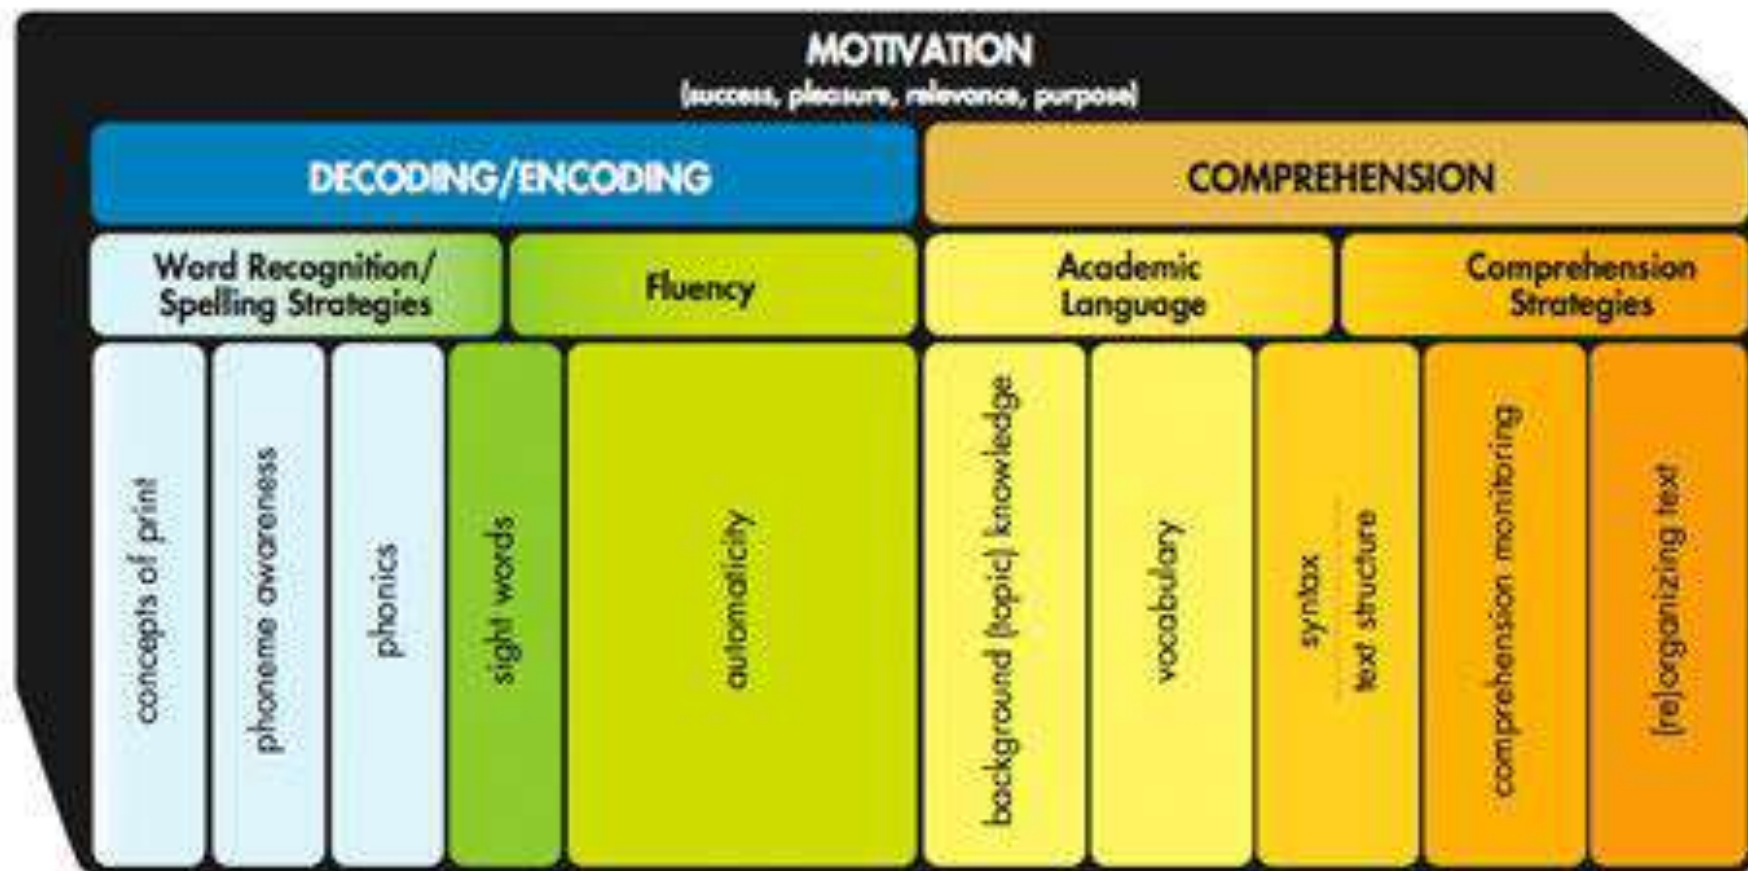 MOTIVATION
(success, pleasure, relevance, purpose)
DECODING/ENCODING
COMPREHENSION
Word Recognition/
Spelling Strategies
Fluency
Academic
Language
Comprehension
Strategies
concepts of print
phoneme awareness
phonics
sight words
automaticity
background (topic) knowledge
vocabulary
syntax
text structure
comprehension monitoring
(re)organizing text